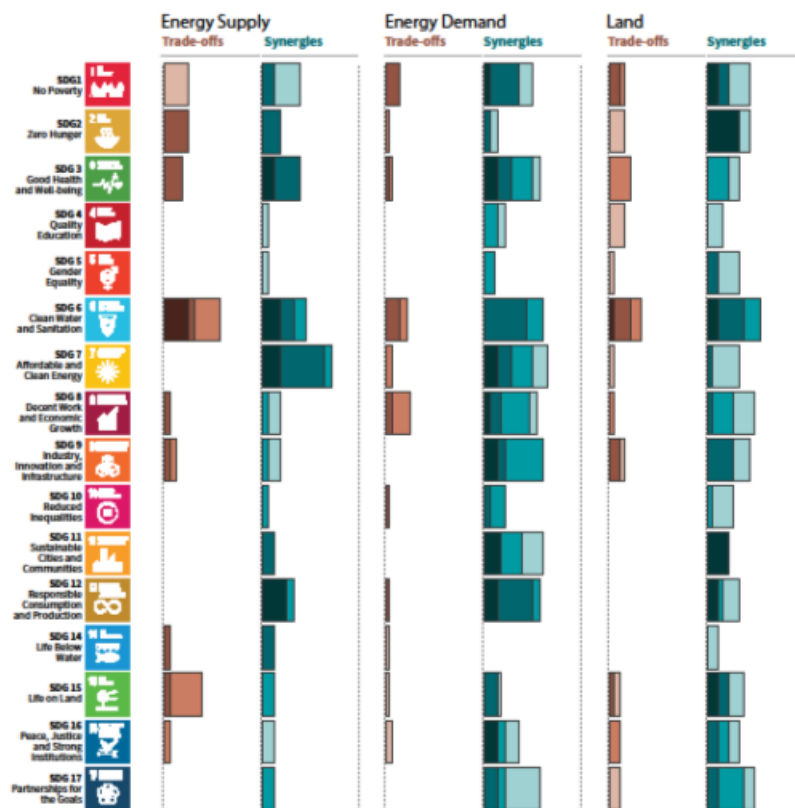 Energy Supply
Energy Demand
Land
Trade-offs
Synergies
Trade-offs
Synergies
Trade-offs
Synergies
SDG1
No Poverty
SDG2
Zero Hunger
SDG 3
Good Health
and Well-being
SDG 4
Quality
Education
SDG 5
Gender
Equality
SDG 6
Clean Water
and Sanitation
SDG 7
Affordable and
Clean Energy
SDG 8
Decent Work
and Economic
Growth
SDG 9
Industry,
Innovation and
Infrastructure
SDG 10
Reduced
Inequalities
SDG 11
Sustainable
Cities and
Communities
SDG 12
Responsible
Consumption
and Production
SDG 14
Life Below
Water
SDG 15
Life on Land
SDG 16
Peace, Justice
and Strong
Institutions
SDG 17
Partnerships for
the Goals